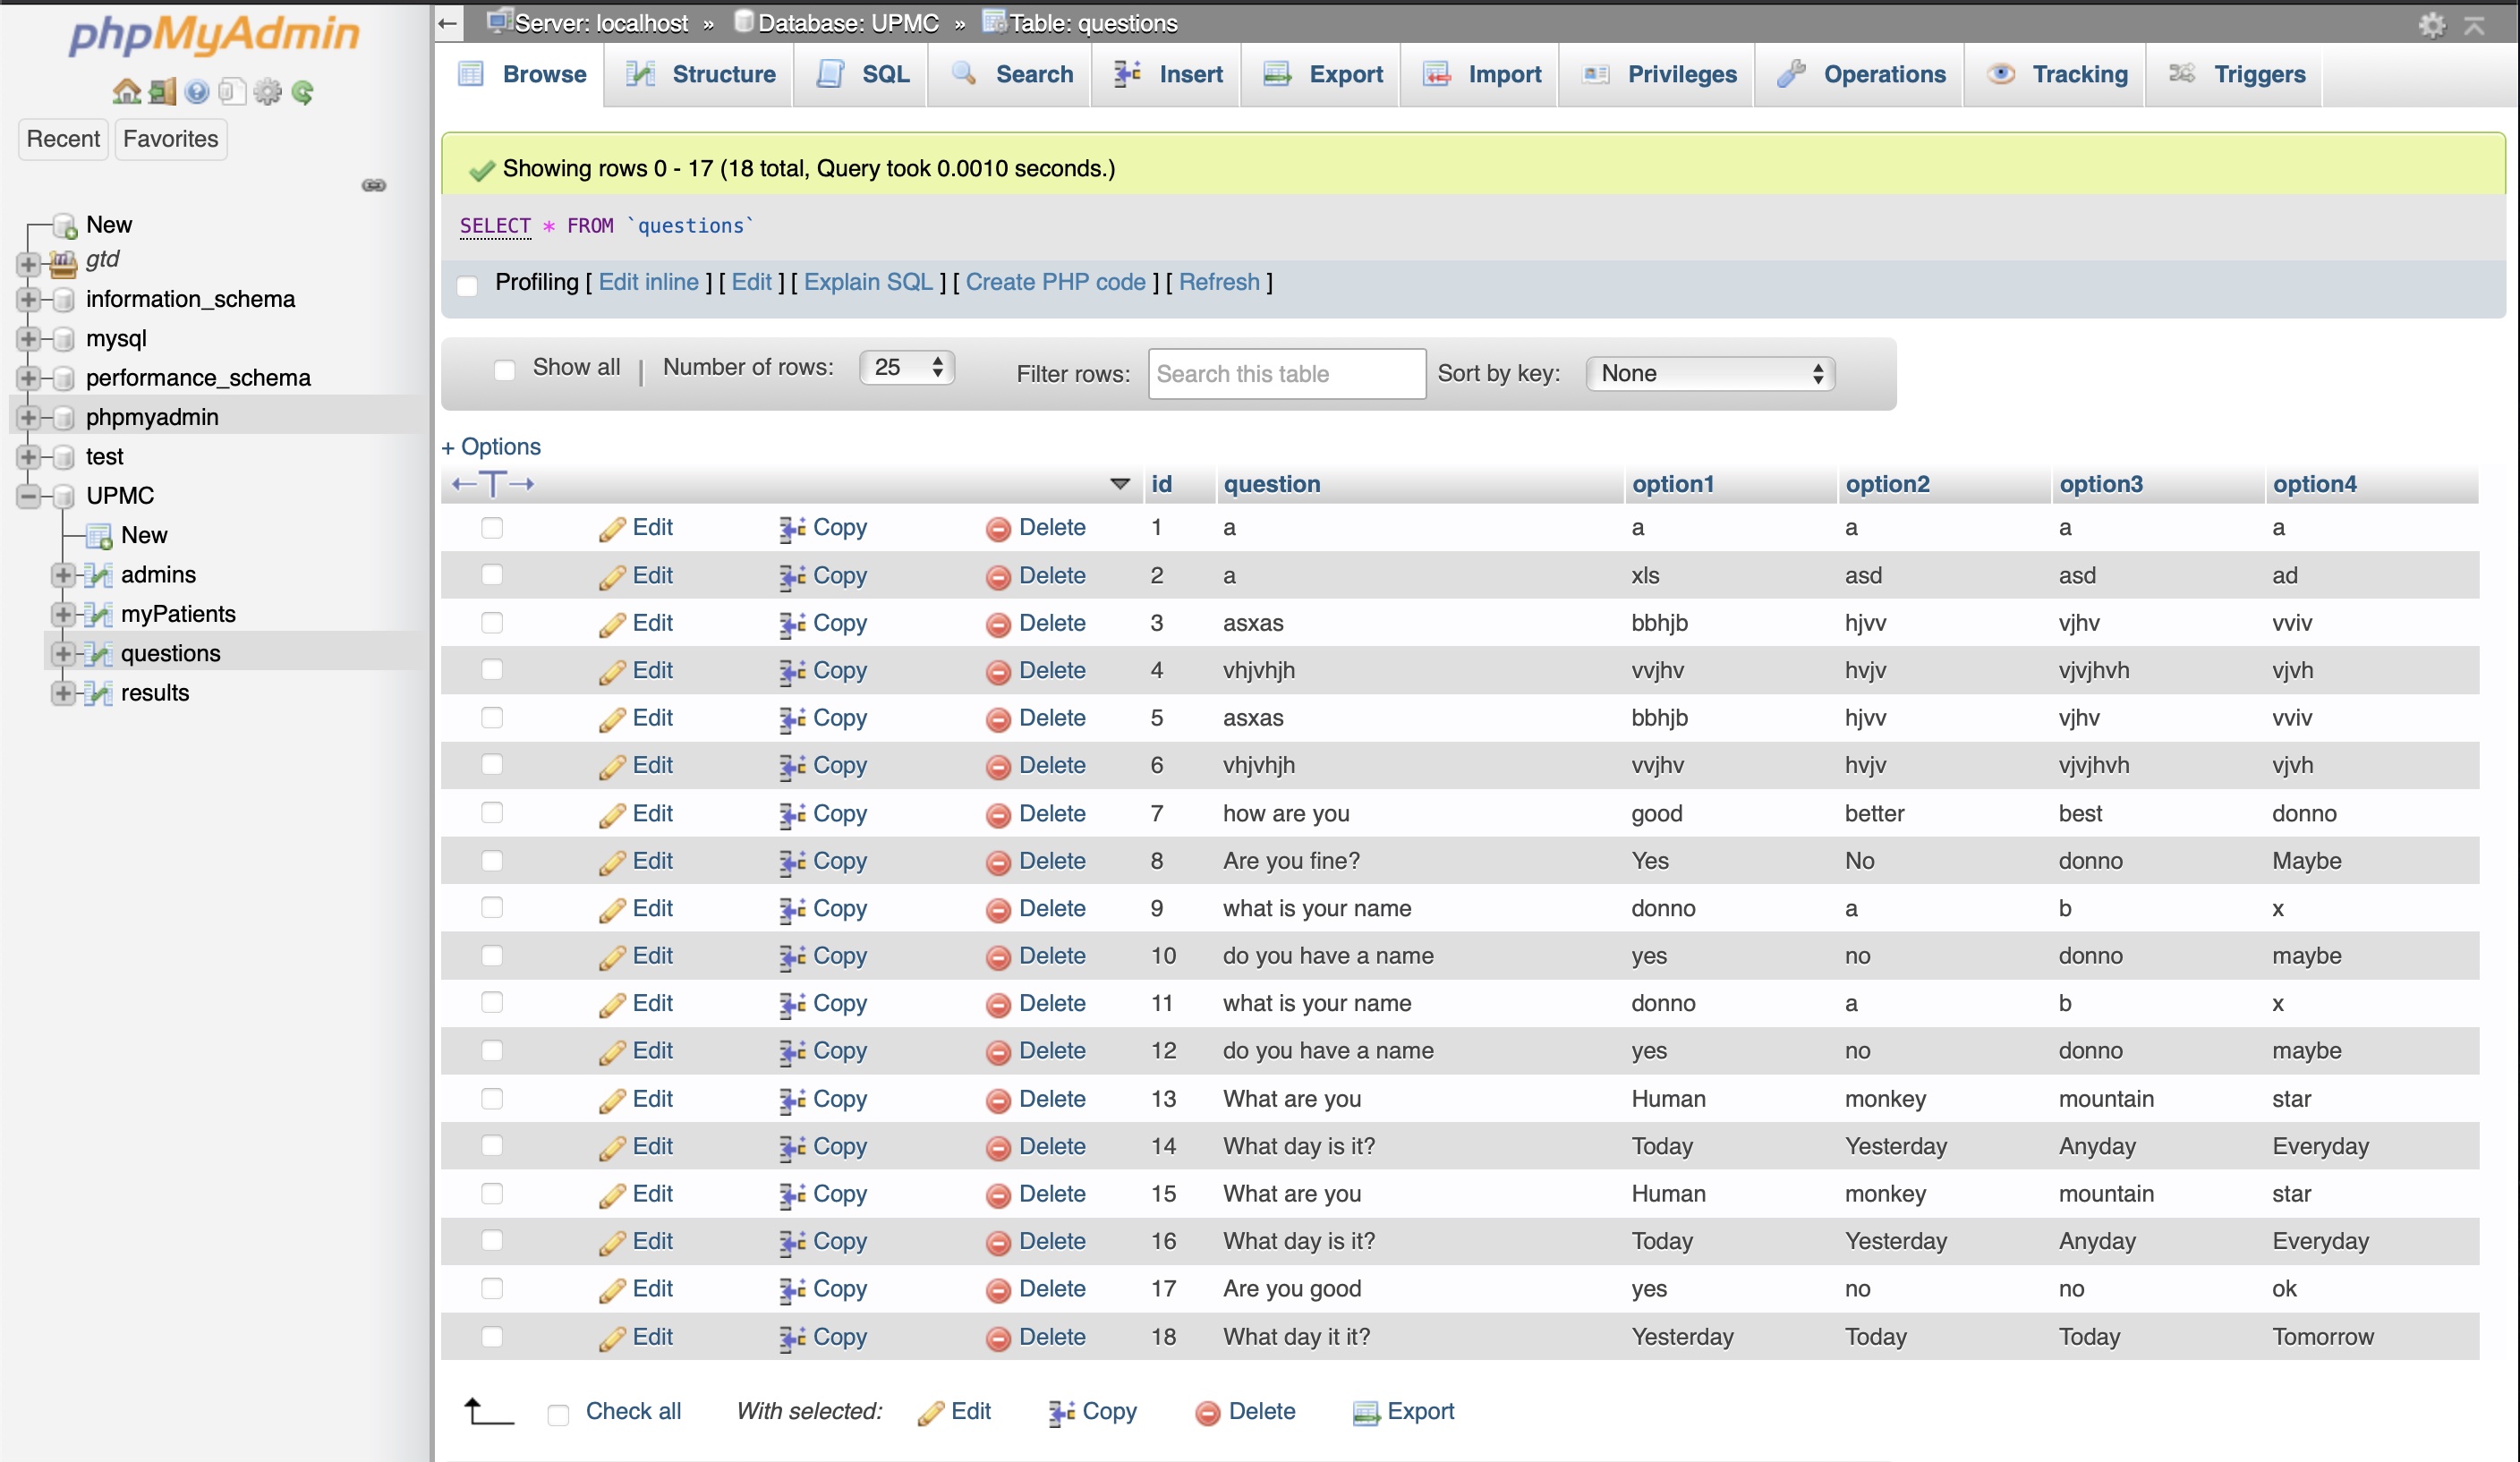 phpMyAdmin
Recent Favorites
New
gtd
information_schema
mysql
performance_schema
phpmyadmin
test
UPMC
New
admins
myPatients
questions
results
Server: localhost » Database: UPMC » Table: questions
Browse Structure SQL Search Insert Export Import Privileges Operations Tracking Triggers
Showing rows 0 - 17 (18 total, Query took 0.0010 seconds.)
SELECT * FROM `questions`
Profiling [ Edit inline ] [ Edit ] [ Explain SQL ] [ Create PHP code ] [ Refresh ]
Show all | Number of rows: 25 Filter rows: Search this table Sort by key: None
+ Options
←T→ id question option1 option2 option3 option4
Edit Copy Delete 1 a a a a a
Edit Copy Delete 2 a xls asd asd ad
Edit Copy Delete 3 asxas bbhjb hjvv vjhv vviv
Edit Copy Delete 4 vhjvhjh vvjhv hvjv vjvjhvh vjvh
Edit Copy Delete 5 asxas bbhjb hjvv vjhv vviv
Edit Copy Delete 6 vhjvhjh vvjhv hvjv vjvjhvh vjvh
Edit Copy Delete 7 how are you good better best donno
Edit Copy Delete 8 Are you fine? Yes No donno Maybe
Edit Copy Delete 9 what is your name donno a b x
Edit Copy Delete 10 do you have a name yes no donno maybe
Edit Copy Delete 11 what is your name donno a b x
Edit Copy Delete 12 do you have a name yes no donno maybe
Edit Copy Delete 13 What are you Human monkey mountain star
Edit Copy Delete 14 What day is it? Today Yesterday Anyday Everyday
Edit Copy Delete 15 What are you Human monkey mountain star
Edit Copy Delete 16 What day is it? Today Yesterday Anyday Everyday
Edit Copy Delete 17 Are you good yes no no ok
Edit Copy Delete 18 What day it it? Yesterday Today Today Tomorrow
Check all With selected: Edit Copy Delete Export